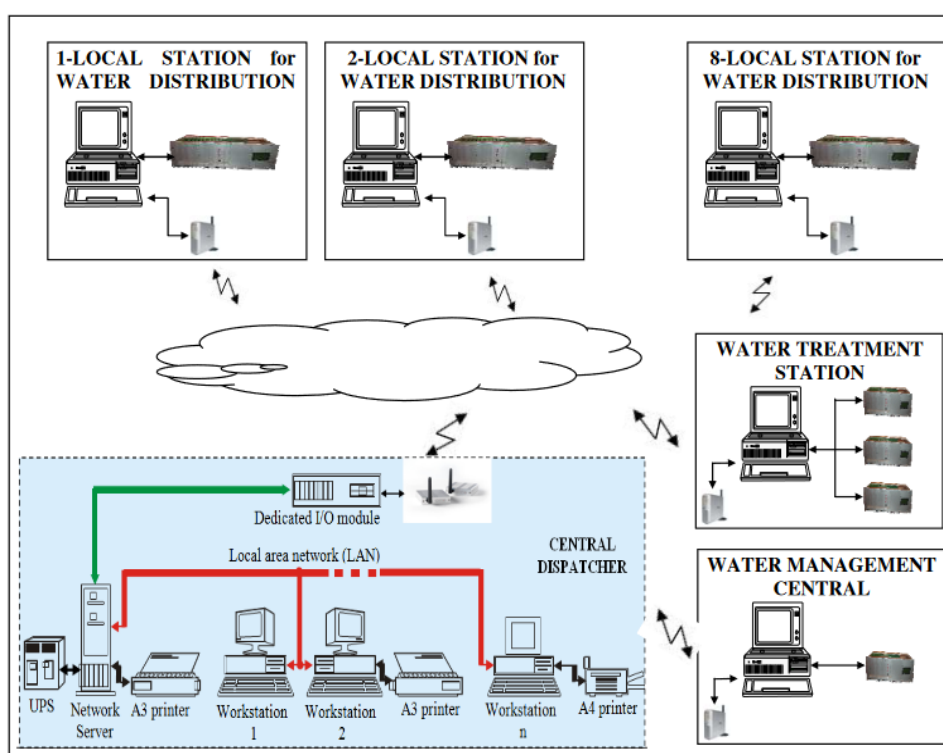 1-LOCAL STATION for
WATER DISTRIBUTION
2-LOCAL STATION for
WATER DISTRIBUTION
8-LOCAL STATION for
WATER DISTRIBUTION
WATER TREATMENT
STATION
Dedicated I/O module
Local area network (LAN)
CENTRAL
DISPATCHER
WATER MANAGEMENT
CENTRAL
UPS
Network
Server
A3 printer
Workstation
1
Workstation
2
A3 printer
Workstation
n
A4 printer